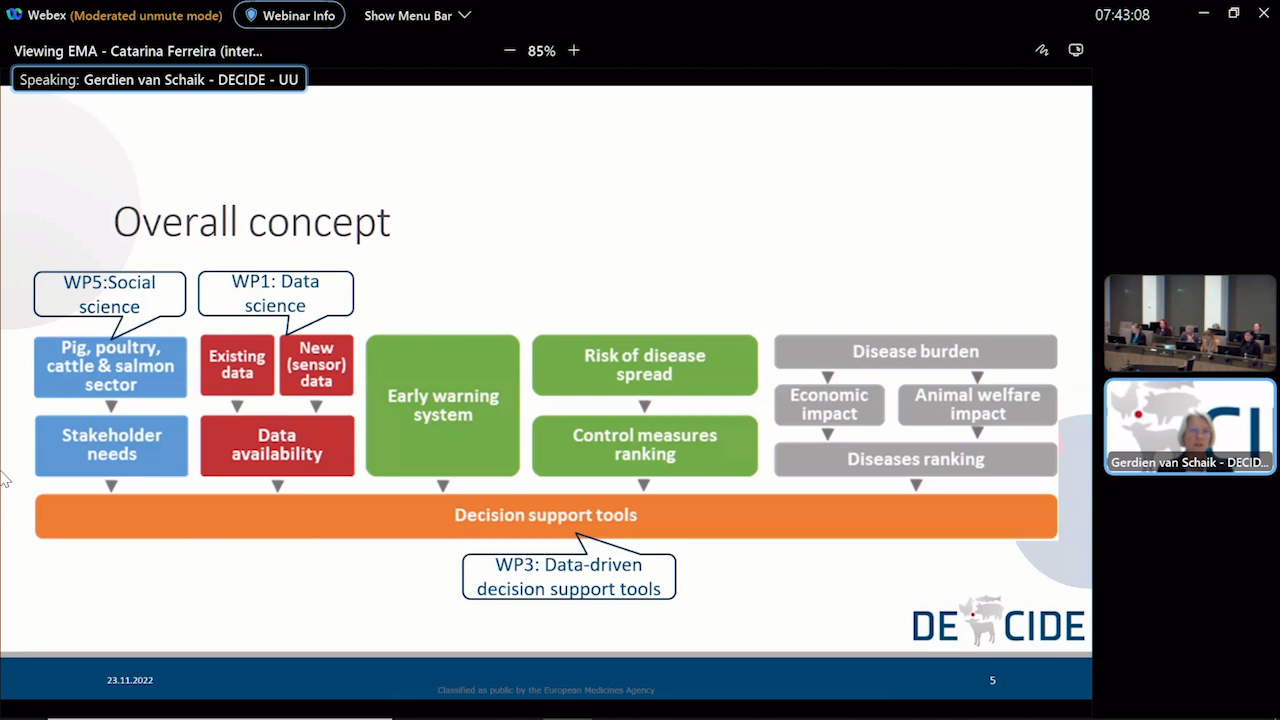 Webex (Moderated unmute mode) Webinar Info Show Menu Bar 07:43:08
Viewing EMA - Catarina Ferreira (inter... 85%
Speaking: Gerdien van Schaik - DECIDE - UU
Overall concept
WP5:Social
science
WP1: Data
science
Pig, poultry,
cattle & salmon
sector
Existing
data
New
(sensor)
data
Early warning
system
Risk of disease
spread
Disease burden
Economic
impact
Animal welfare
impact
Stakeholder
needs
Data
availability
Control measures
ranking
Diseases ranking
Decision support tools
WP3: Data-driven
decision support tools
DECIDE
23.11.2022
Classified as public by the European Medicines Agency
5
CI
Gerdien van Schaik - DECID...